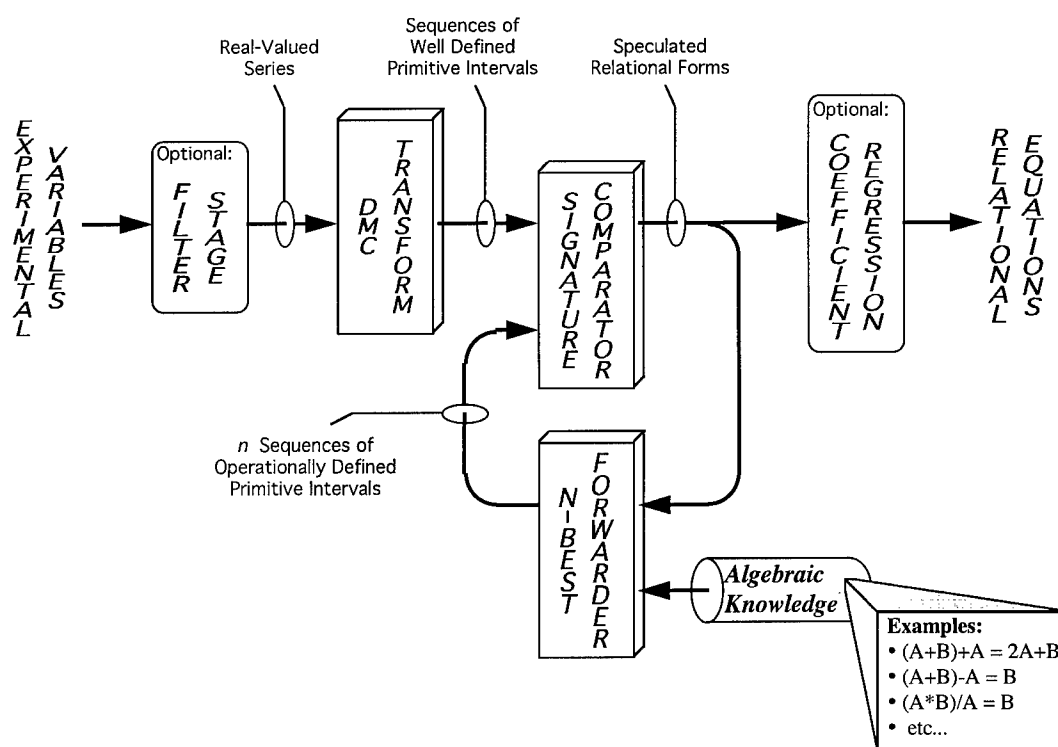 Real-Valued
Series
Sequences of
Well Defined
Primitive Intervals
Speculated
Relational Forms
EXPERIMENTAL
VARIABLES
Optional:
FILTER
STAGE
DMC
TRANSFORM
SIGNATURE
COMPARATOR
Optional:
COEFFICIENT
REGRESSION
RELATIONAL
EQUATIONS
n Sequences of
Operationally Defined
Primitive Intervals
N-BEST
FORWARDER
Algebraic
Knowledge
Examples:
• (A+B)+A = 2A+B
• (A+B)-A = B
• (A*B)/A = B
• etc...